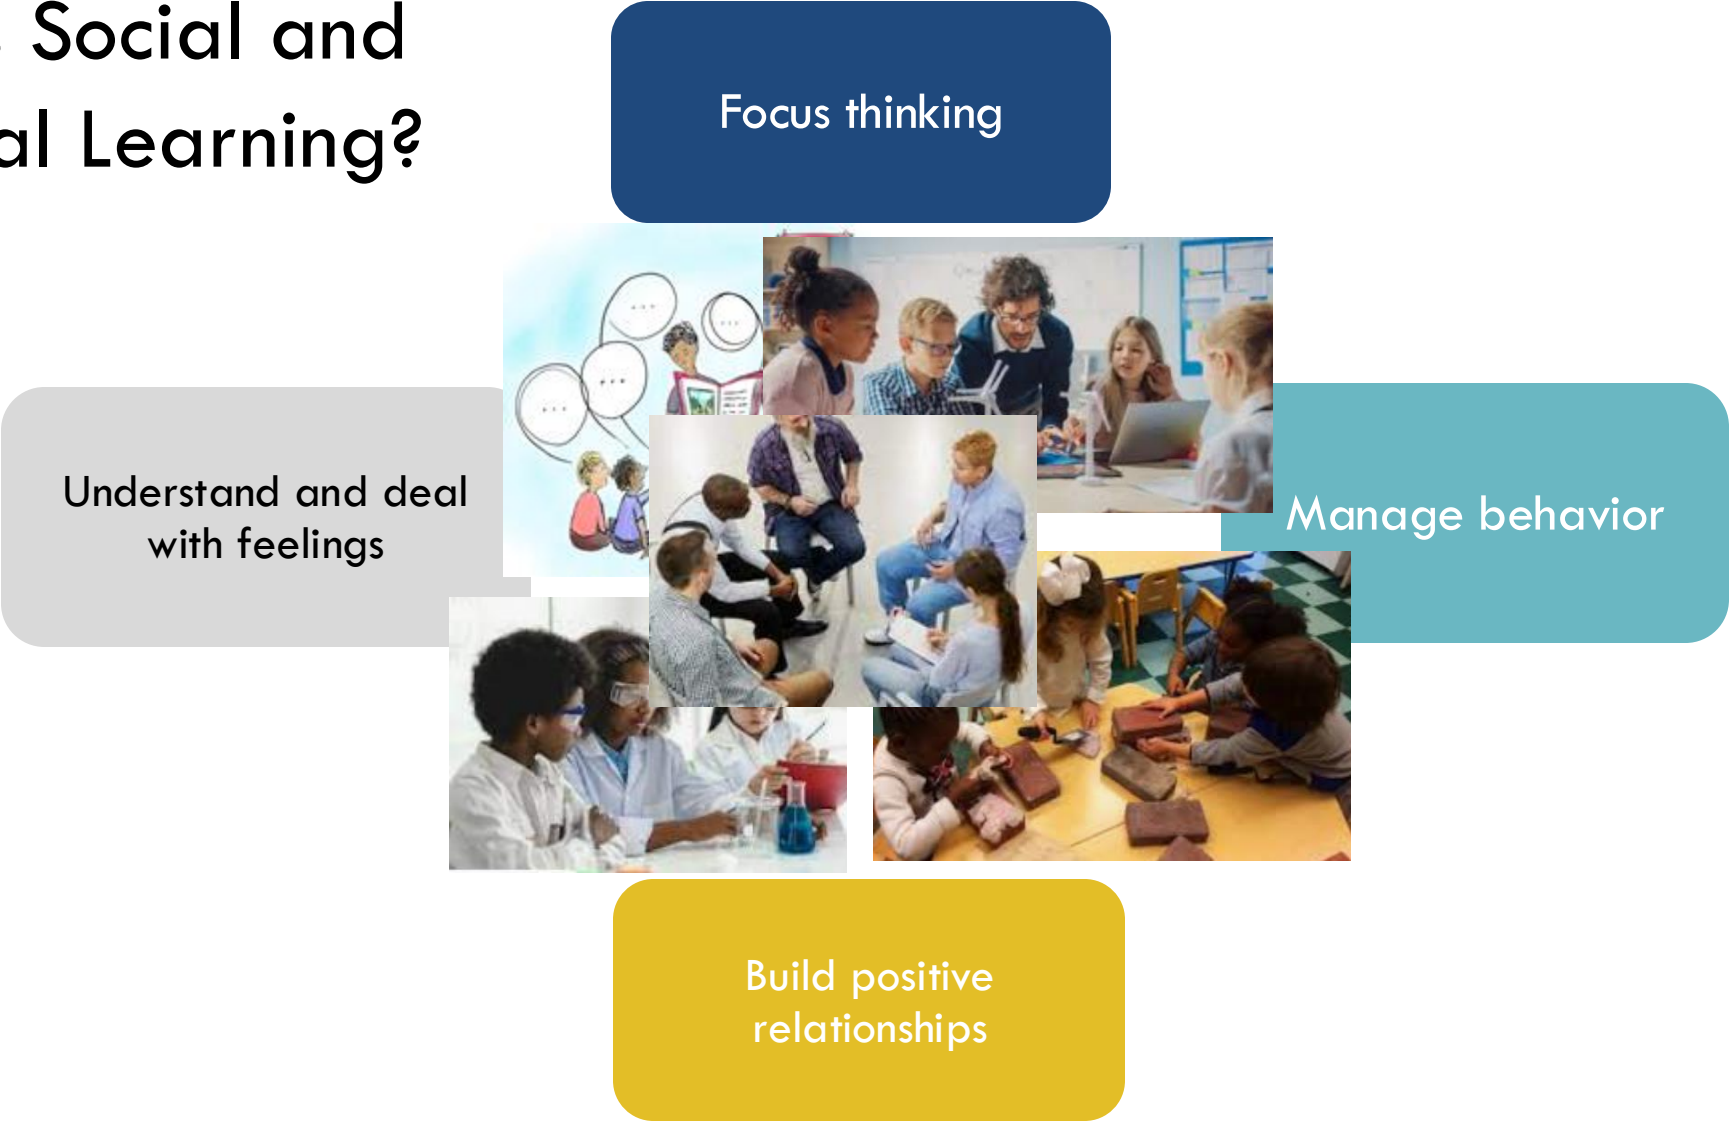 Social and
al Learning?
Focus thinking
Understand and deal
with feelings
Manage behavior
Build positive
relationships